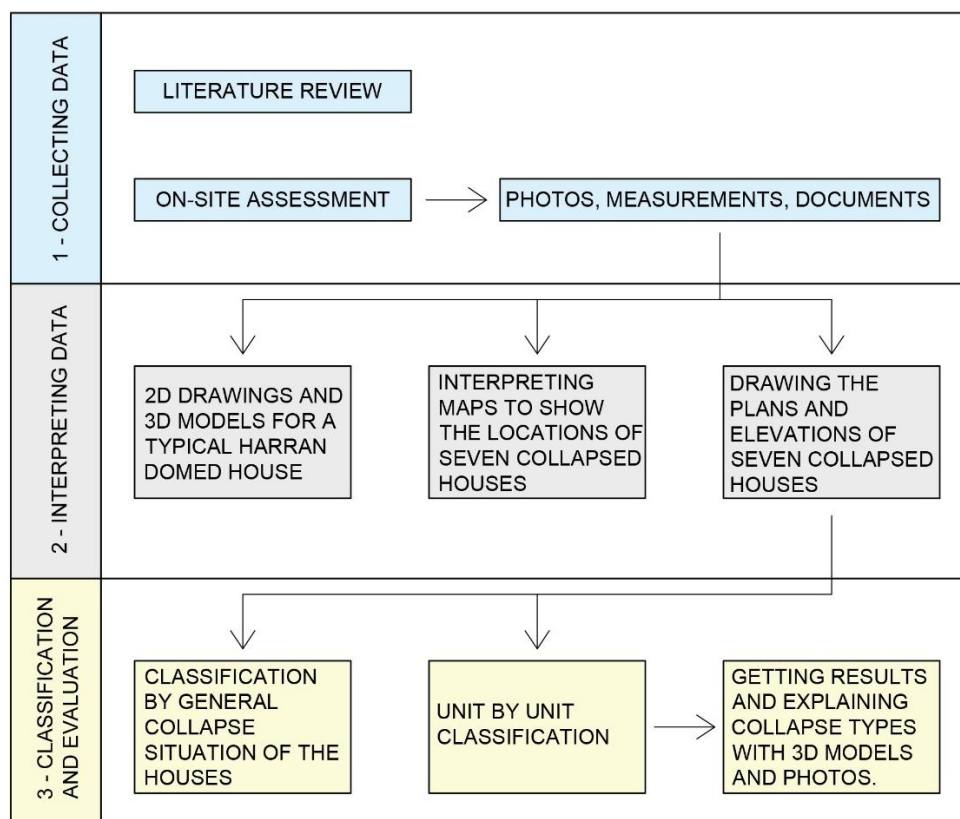 1 - COLLECTING DATA
LITERATURE REVIEW
ON-SITE ASSESSMENT
PHOTOS, MEASUREMENTS, DOCUMENTS
2 - INTERPRETING DATA
2D DRAWINGS AND
3D MODELS FOR A
TYPICAL HARRAN
DOMED HOUSE
INTERPRETING
MAPS TO SHOW
THE LOCATIONS OF
SEVEN COLLAPSED
HOUSES
DRAWING THE
PLANS AND
ELEVATIONS OF
SEVEN COLLAPSED
HOUSES
3 - CLASSIFICATION
AND EVALUATION
CLASSIFICATION
BY GENERAL
COLLAPSE
SITUATION OF THE
HOUSES
UNIT BY UNIT
CLASSIFICATION
GETTING RESULTS
AND EXPLAINING
COLLAPSE TYPES
WITH 3D MODELS
AND PHOTOS.